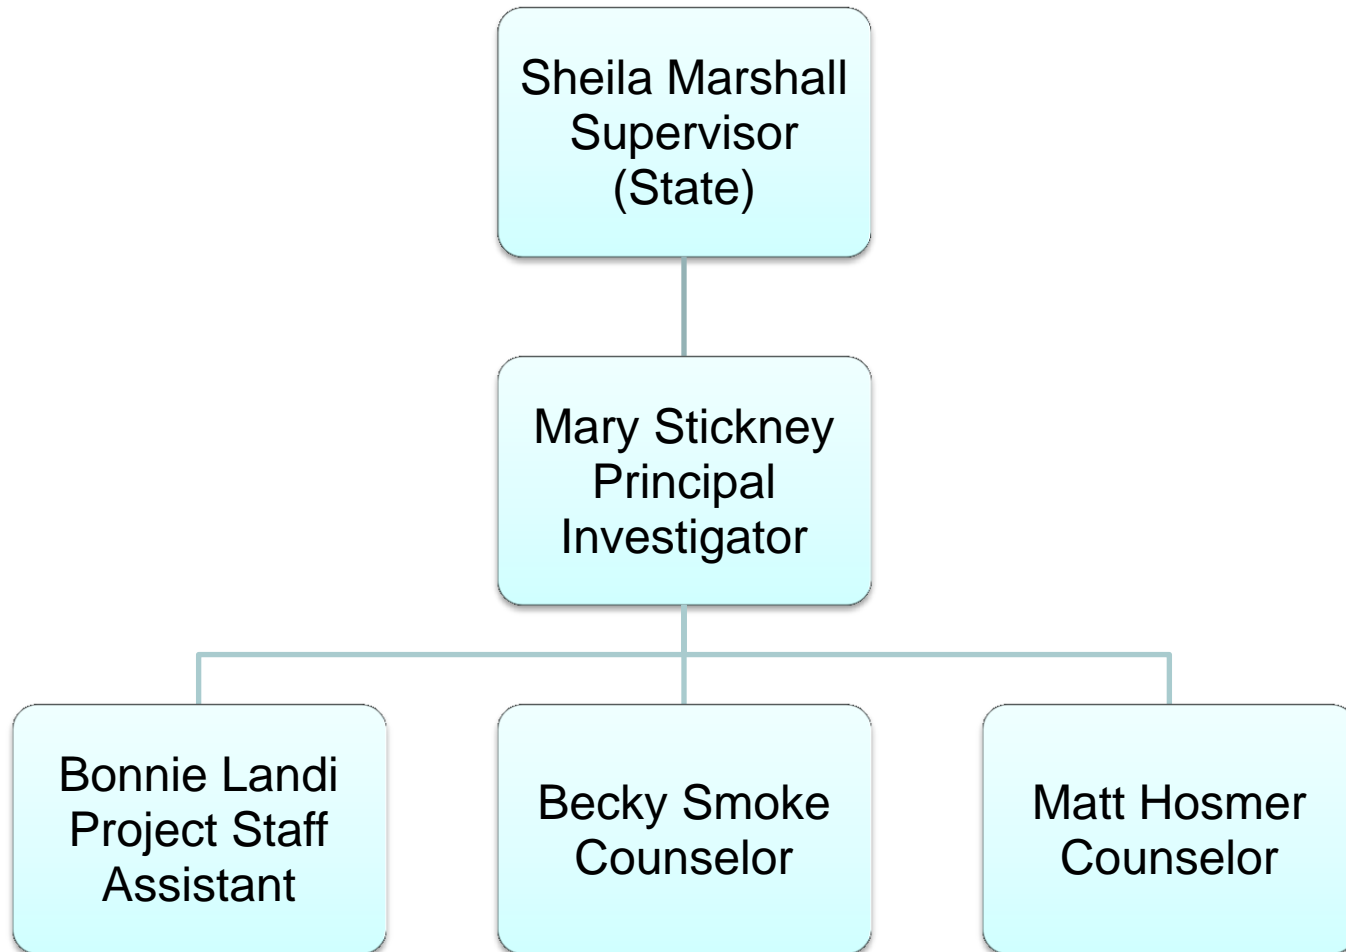 Sheila Marshall
Supervisor
(State)
Mary Stickney
Principal
Investigator
Bonnie Landi
Project Staff
Assistant
Becky Smoke
Counselor
Matt Hosmer
Counselor